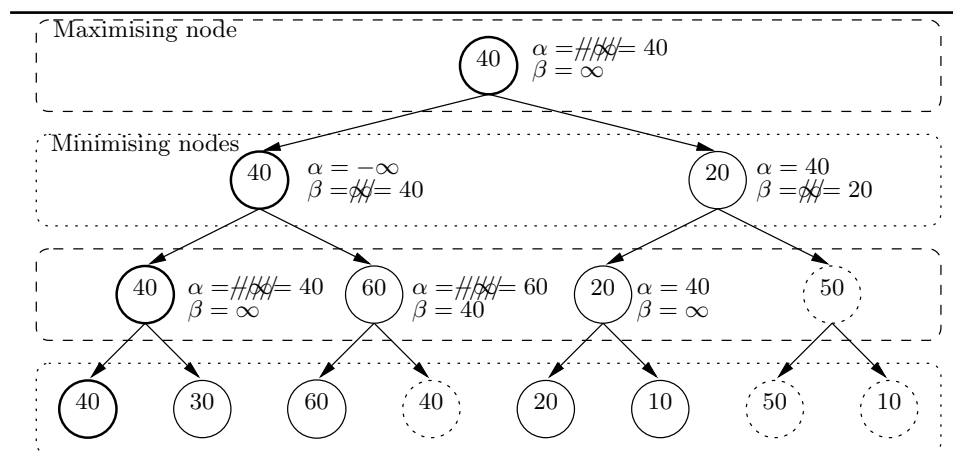 Maximising node
40
α = -∞ = 40
β = ∞
Minimising nodes
40
α = −∞
β = ∞ = 40
20
α = 40
β = ∞ = 20
40
α = -∞ = 40
β = ∞
60
α = -∞ = 60
β = 40
20
α = 40
β = ∞
50
40
30
60
40
20
10
50
10